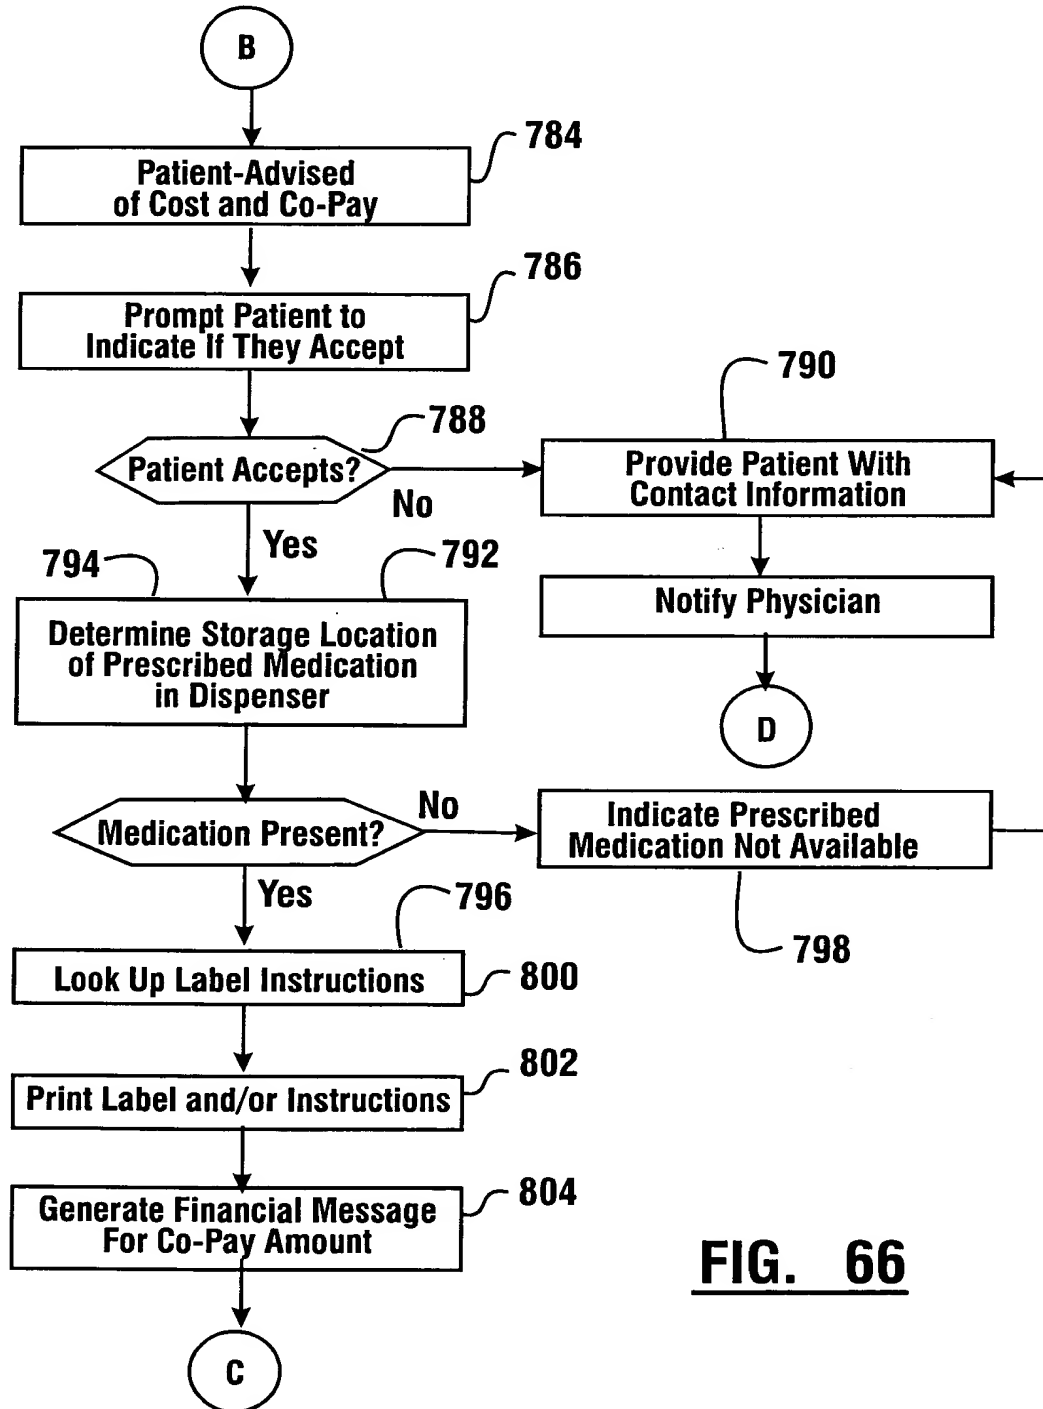 B
784
Patient-Advised
of Cost and Co-Pay
786
Prompt Patient to
Indicate If They Accept
790
788
Patient Accepts?
No
Provide Patient With
Contact Information
Yes
794
792
Notify Physician
Determine Storage Location
of Prescribed Medication
in Dispenser
D
No
Medication Present?
Indicate Prescribed
Medication Not Available
Yes
796
798
Look Up Label Instructions
800
802
Print Label and/or Instructions
804
Generate Financial Message
For Co-Pay Amount
FIG. 66
C